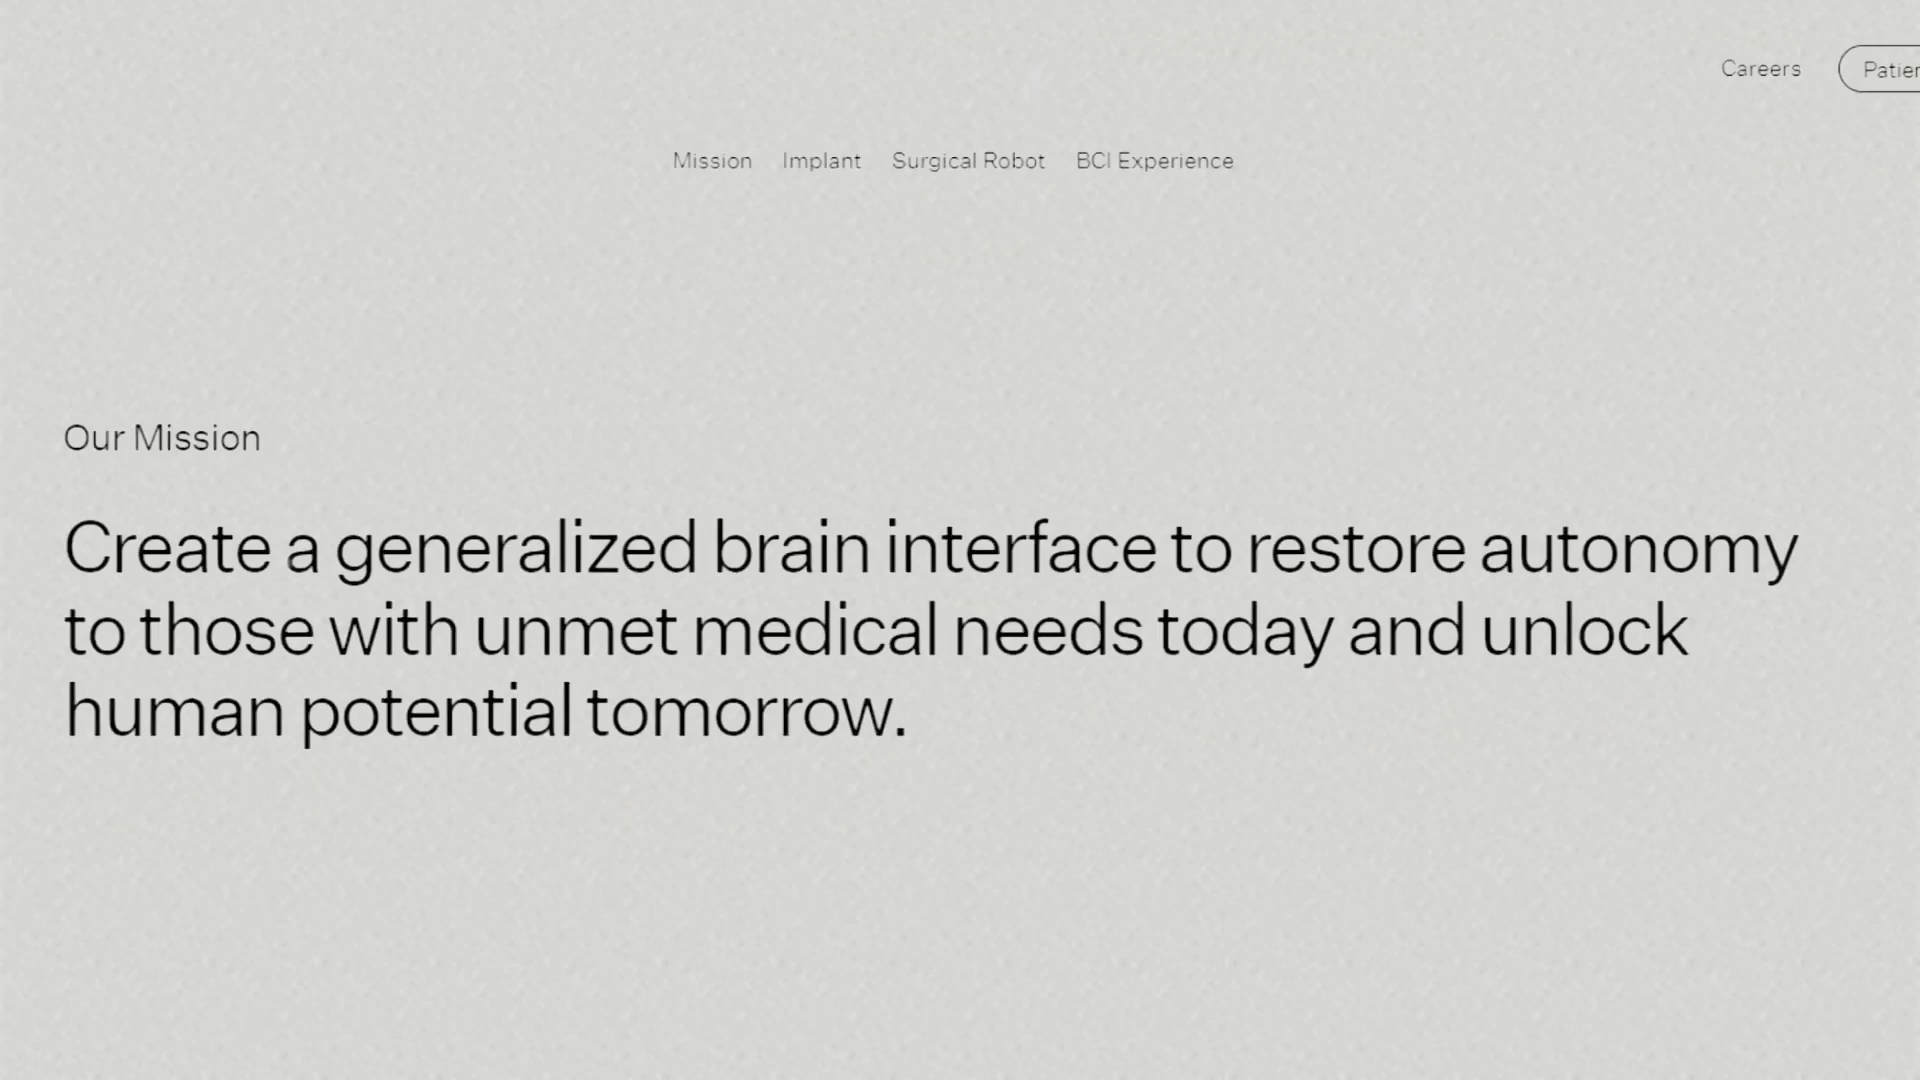 Careers
Mission Implant Surgical Robot BCI Experience
Our Mission
Create a generalized brain interface to restore autonomy
to those with unmet medical needs today and unlock
human potential tomorrow.